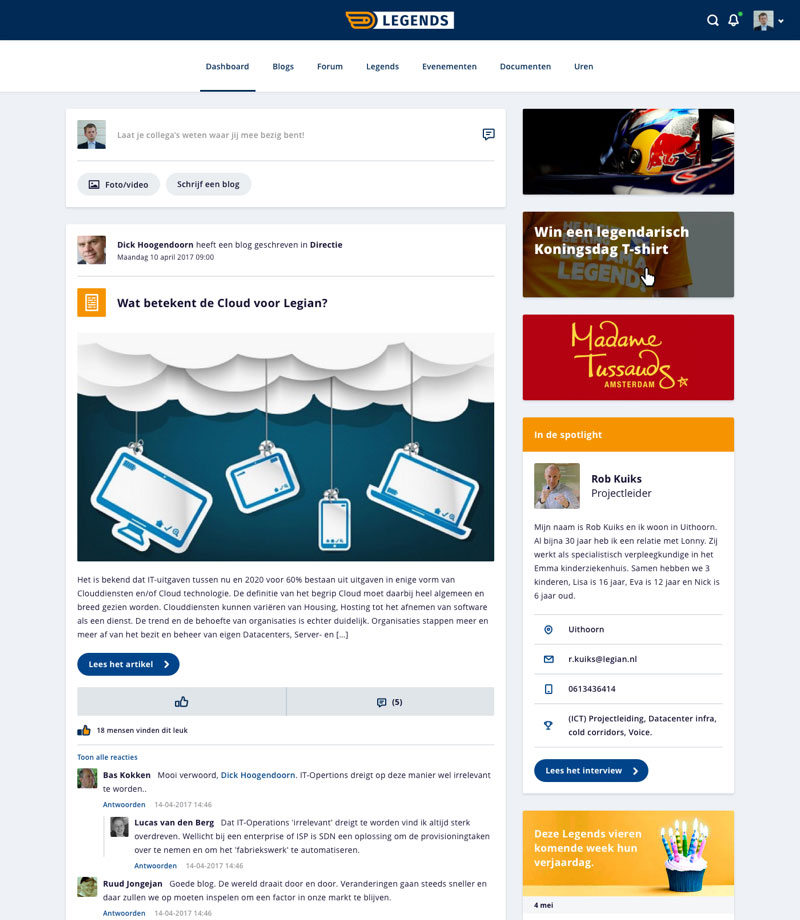 LEGENDS
Dashboard
Blogs
Forum
Legends
Evenementen
Documenten
Uren
Laat je collega's weten waar jij mee bezig bent!
Foto/video
Schrijf een blog
Dick Hoogendoorn heeft een blog geschreven in Directie
Maandag 10 april 2017 09:00
Wat betekent de Cloud voor Legian?
Het is bekend dat IT-uitgaven tussen nu en 2020 voor 60% bestaan uit uitgaven in enige vorm van
Clouddiensten en/of Cloud technologie. De definitie van het begrip Cloud moet daarbij heel algemeen en
breed gezien worden. Clouddiensten kunnen variëren van Housing, Hosting tot het afnemen van software
als een dienst. De trend en de behoefte van organisaties is echter duidelijk. Organisaties stappen meer en
meer af van het bezit en beheer van eigen Datacenters, Server- en [...]
Lees het artikel
(5)
18 mensen vinden dit leuk
Toon alle reacties
Bas Kokken Mooi verwoord, Dick Hoogendoorn. IT-Opertions dreigt op deze manier wel irrelevant
te worden..
Antwoorden 14-04-2017 14:46
Lucas van den Berg Dat IT-Operations 'irrelevant' dreigt te worden vind ik altijd sterk
overdreven. Wellicht bij een enterprise of ISP is SDN een oplossing om de provisioningtaken
over te nemen en om het 'fabriekswerk' te automatiseren.
Antwoorden 14-04-2017 14:46
Ruud Jongejan Goede blog. De wereld draait door en door. Veranderingen gaan steeds sneller en
daar zullen we op moeten inspelen om een factor in onze markt te blijven.
Antwoorden 14-04-2017 14:46
Win een legendarisch
Koningsdag T-shirt
LEGEND
Madame
Tussauds
AMSTERDAM
In de spotlight
Rob Kuiks
Projectleider
Mijn naam is Rob Kuiks en ik woon in Uithoorn.
Al bijna 30 jaar heb ik een relatie met Lonny. Zij
werkt als specialistisch verpleegkundige in het
Emma kinderziekenhuis. Samen hebben we 3
kinderen, Lisa is 16 jaar, Eva is 12 jaar en Nick is
6 jaar oud.
Uithoorn
r.kuiks@legian.nl
0613436414
(ICT) Projectleiding, Datacenter infra,
cold corridors, Voice.
Lees het interview
Deze Legends vieren
komende week hun
verjaardag.
4 mei